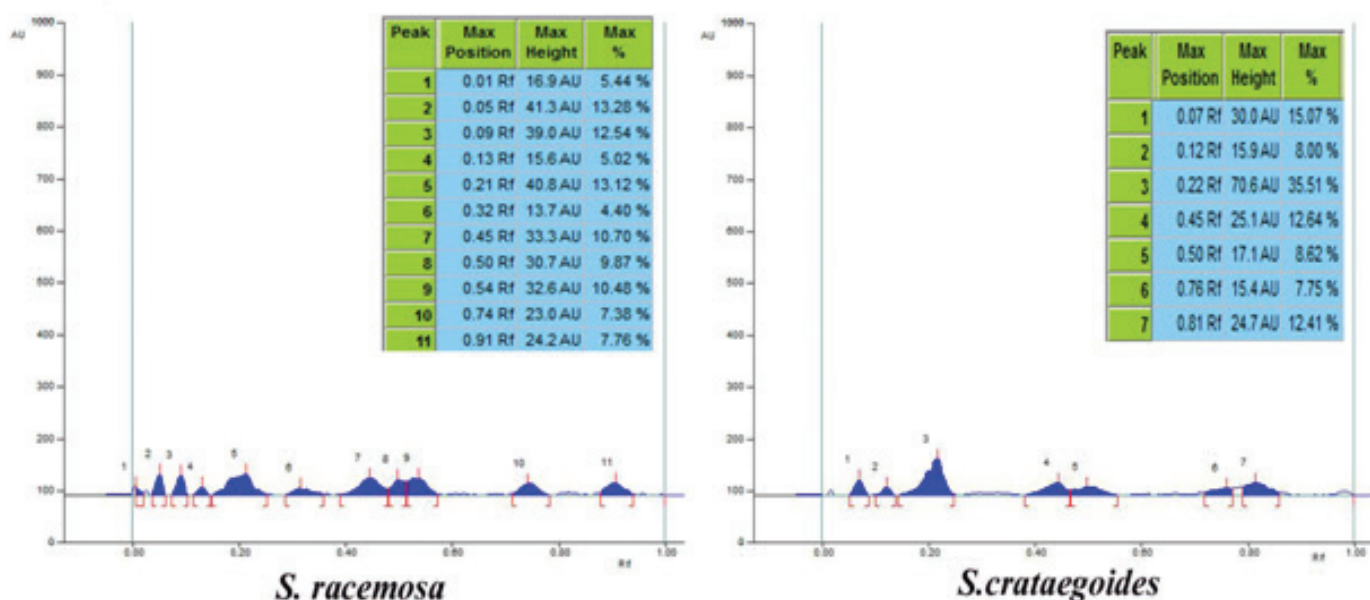 AU
1000
900
800
700
600
500
400
300
200
100
0
Peak Max Position Max Height Max %
1 0.01 Rf 16.9 AU 5.44 %
2 0.05 Rf 41.3 AU 13.28 %
3 0.09 Rf 39.0 AU 12.54 %
4 0.13 Rf 15.6 AU 5.02 %
5 0.21 Rf 40.8 AU 13.12 %
6 0.32 Rf 13.7 AU 4.40 %
7 0.45 Rf 33.3 AU 10.70 %
8 0.50 Rf 30.7 AU 9.87 %
9 0.54 Rf 32.6 AU 10.48 %
10 0.74 Rf 23.0 AU 7.38 %
11 0.91 Rf 24.2 AU 7.76 %
1 2 3 4 5 6 7 8 9 10 11
0.00 0.20 0.40 0.60 0.80 1.00
Rf
S. racemosa
AU
1000
900
800
700
600
500
400
300
200
100
0
Peak Max Position Max Height Max %
1 0.07 Rf 30.0 AU 15.07 %
2 0.12 Rf 15.9 AU 8.00 %
3 0.22 Rf 70.6 AU 35.51 %
4 0.45 Rf 25.1 AU 12.64 %
5 0.50 Rf 17.1 AU 8.62 %
6 0.76 Rf 15.4 AU 7.75 %
7 0.81 Rf 24.7 AU 12.41 %
1 2 3 4 5 6 7
0.00 0.20 0.40 0.60 0.80 1.00
Rf
S.crataegoides